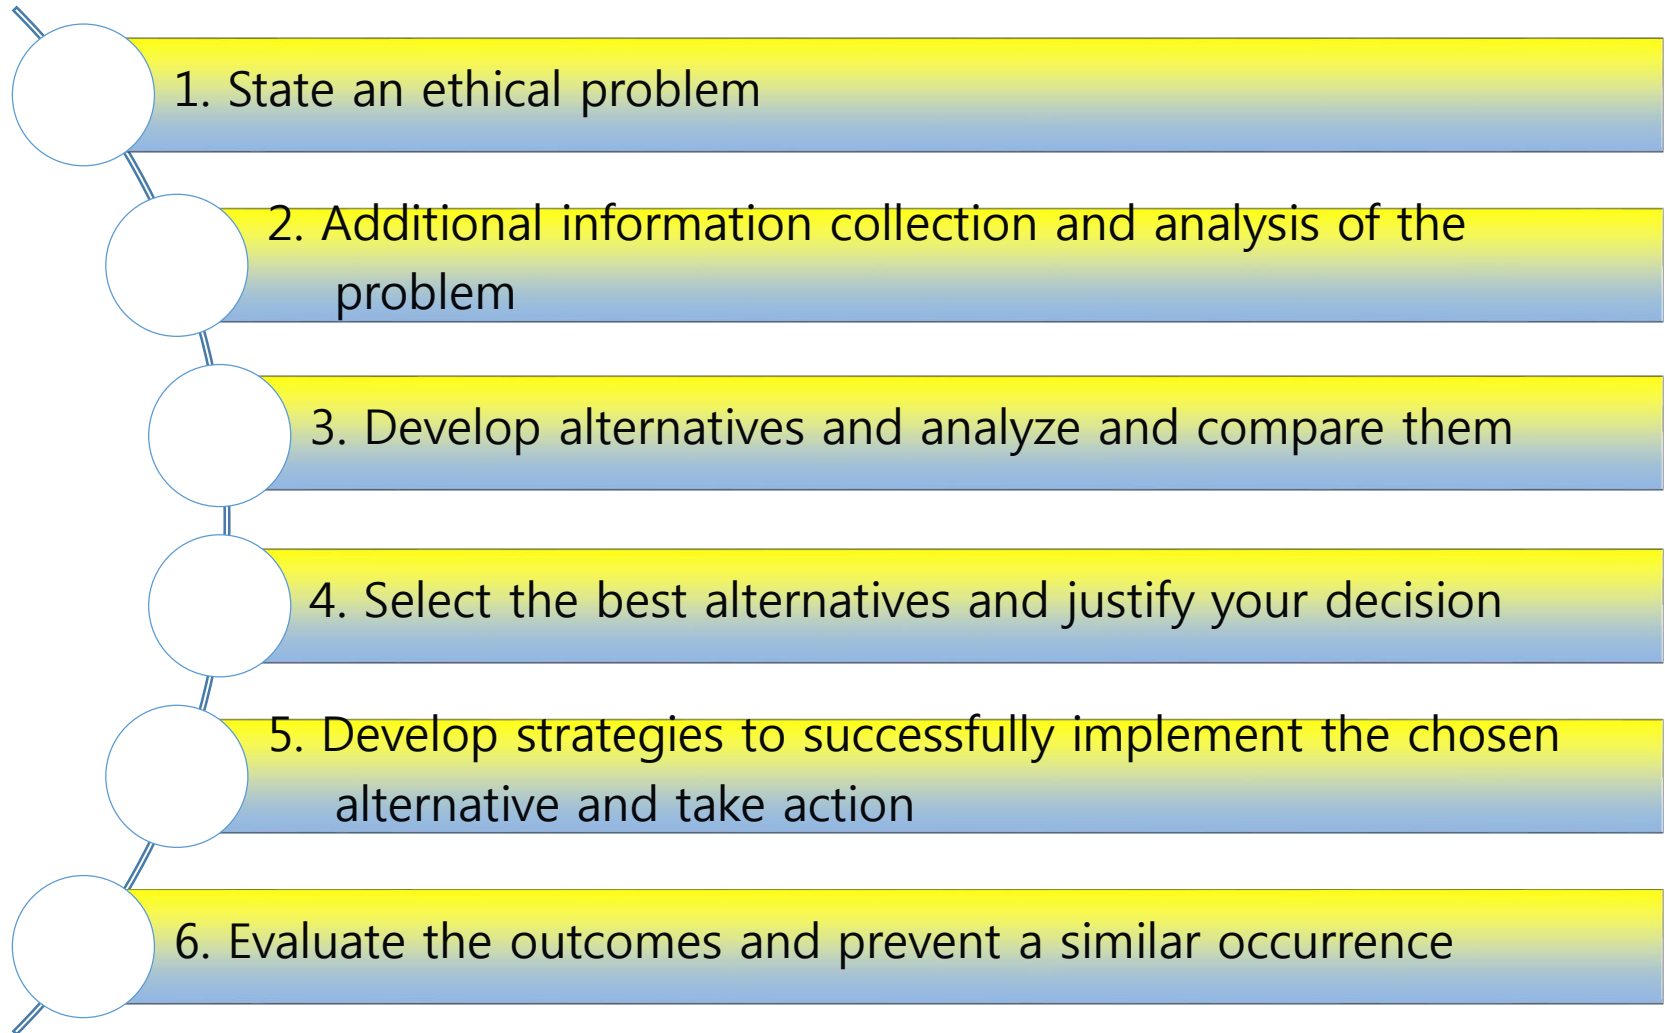 1. State an ethical problem
2. Additional information collection and analysis of the
problem
3. Develop alternatives and analyze and compare them
4. Select the best alternatives and justify your decision
5. Develop strategies to successfully implement the chosen
alternative and take action
6. Evaluate the outcomes and prevent a similar occurrence